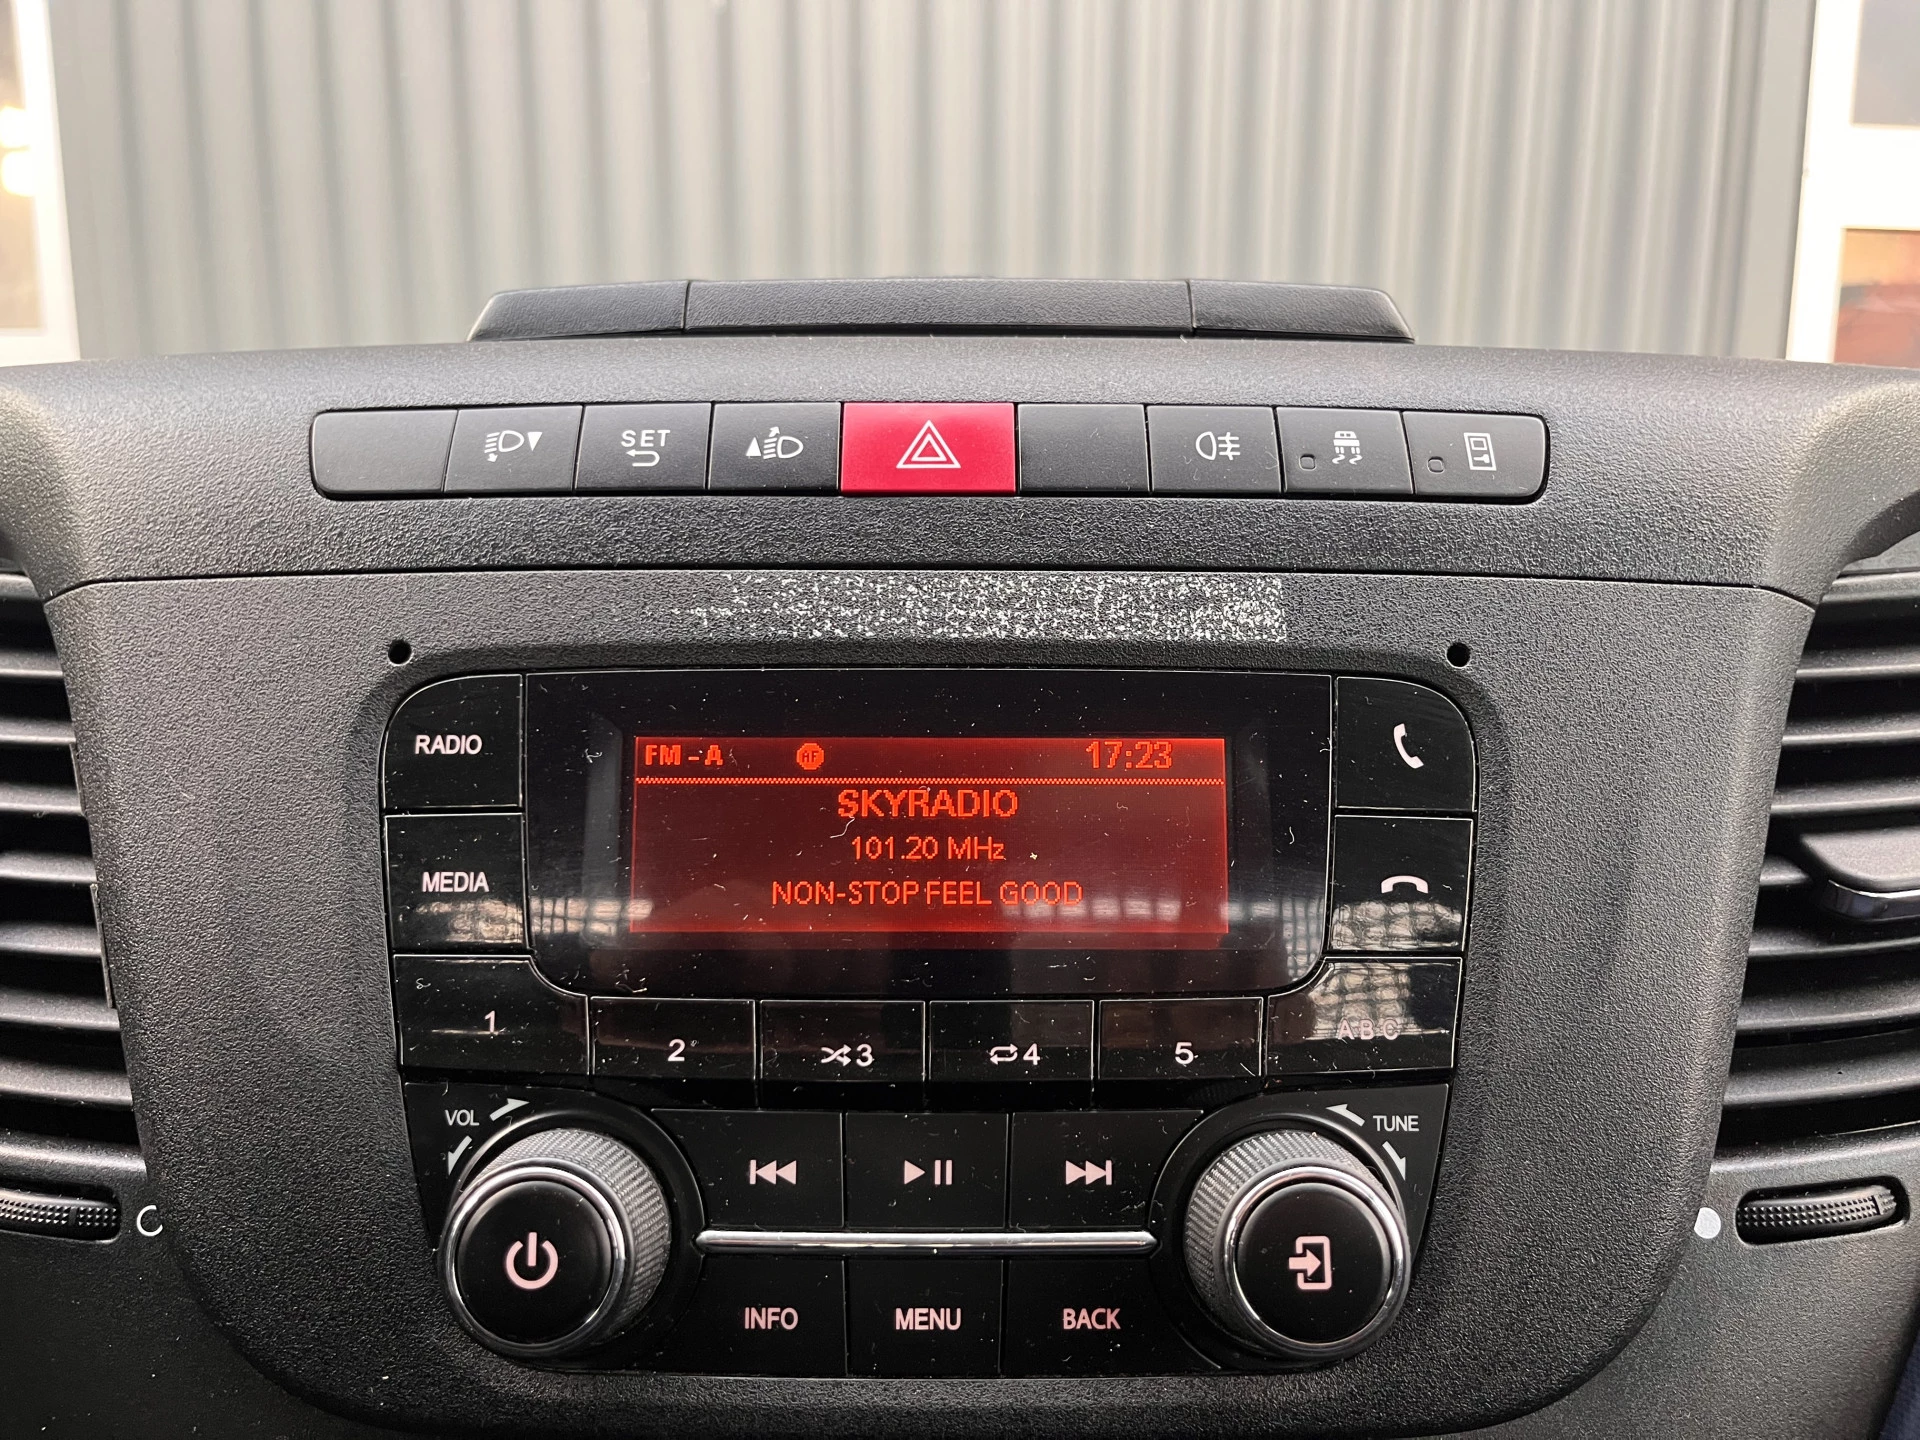 SET
RADIO
FM-A AF 17:23
SKYRADIO
101.20 MHz
NON-STOP FEEL GOOD
MEDIA
1
2
3
4
5
ABC
VOL
TUNE
INFO
MENU
BACK